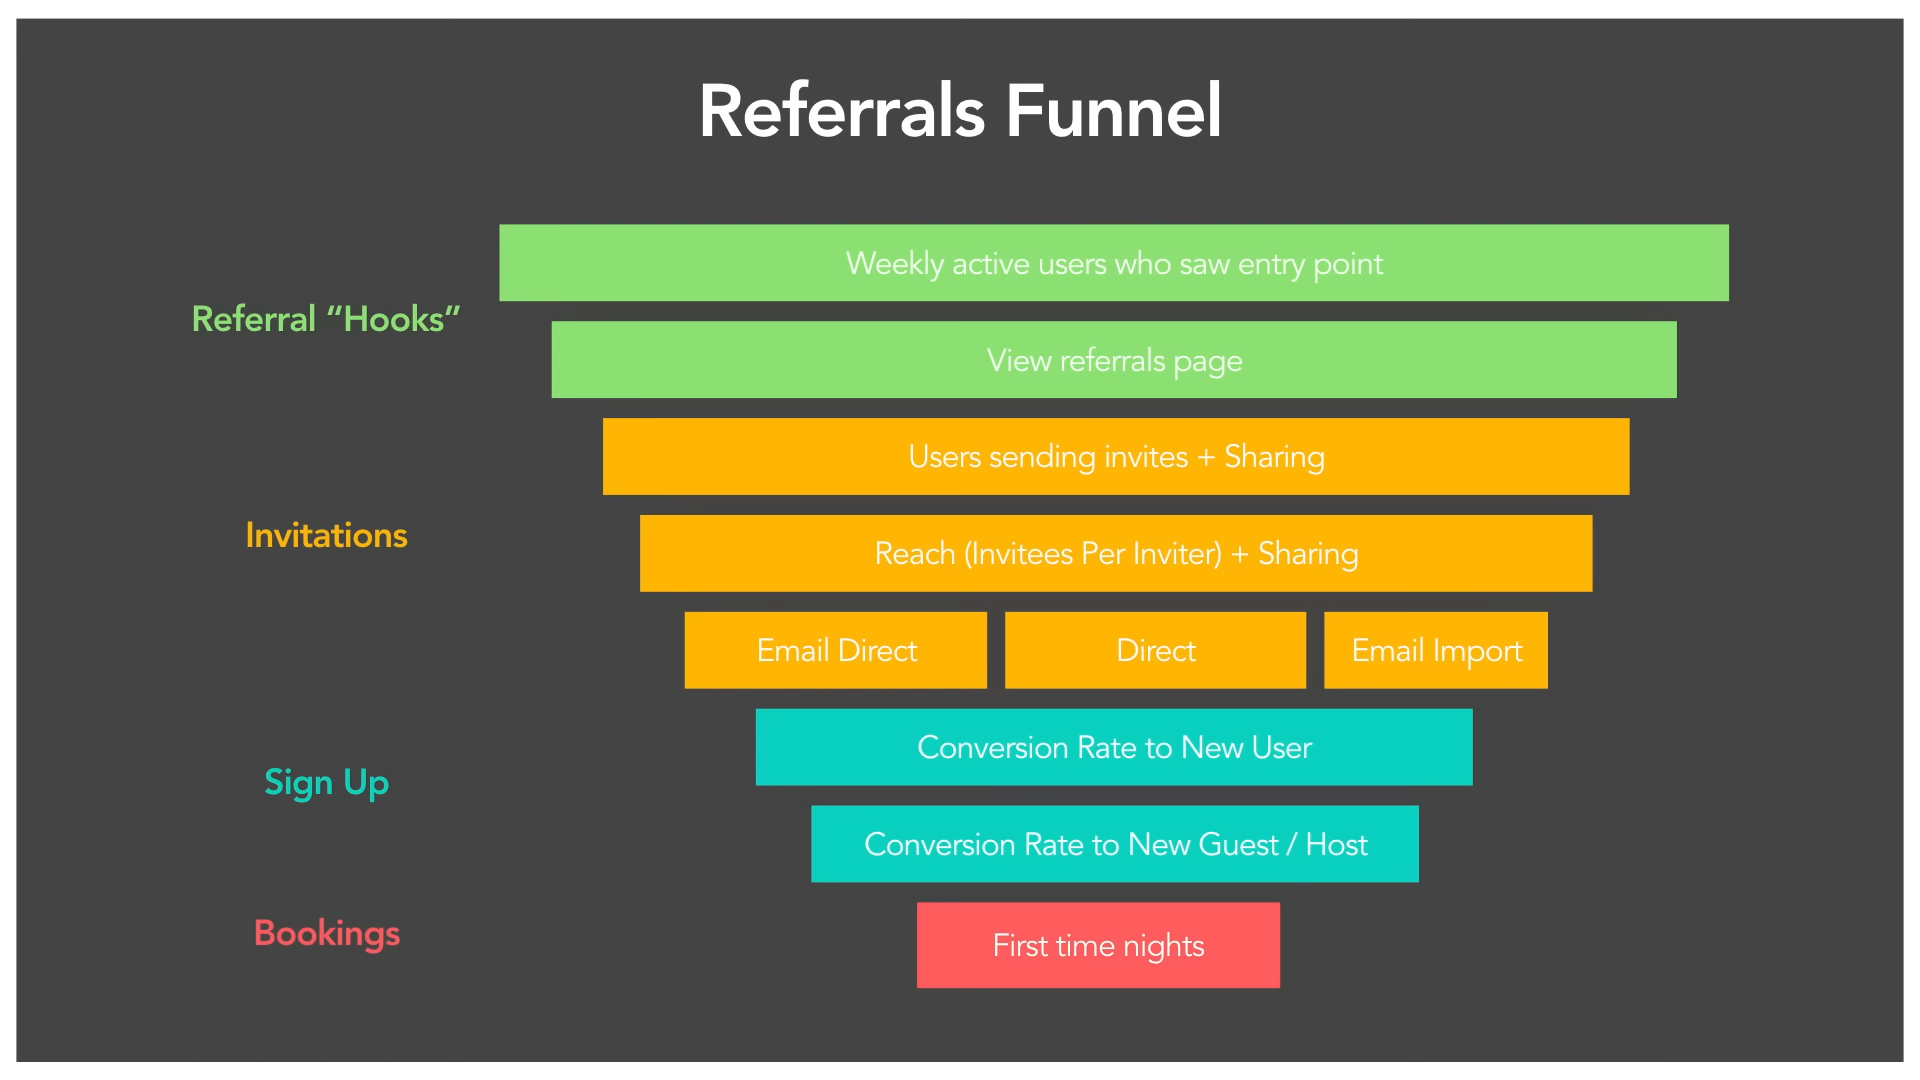 Referrals Funnel
Weekly active users who saw entry point
Referral “Hooks”
View referrals page
Users sending invites + Sharing
Invitations
Reach (Invitees Per Inviter) + Sharing
Email Direct
Direct
Email Import
Conversion Rate to New User
Sign Up
Conversion Rate to New Guest / Host
Bookings
First time nights